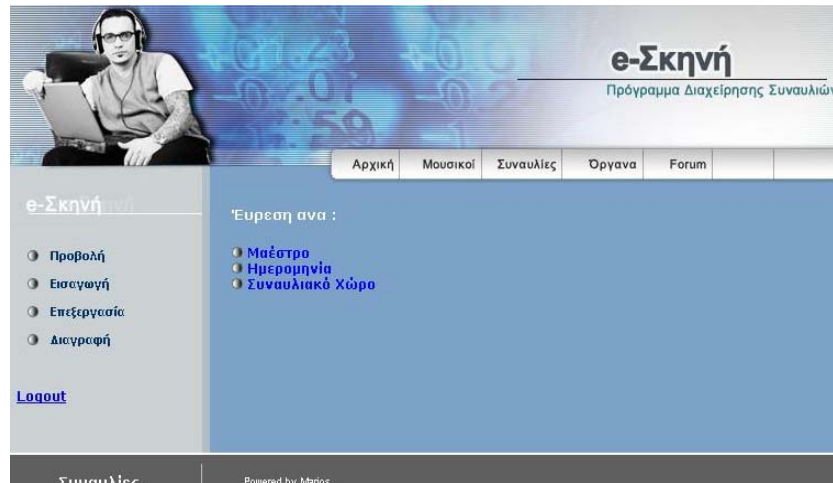 e-Σκηνή
Πρόγραμμα Διαχείρησης Συναυλιών
Αρχική Μουσικοί Συναυλίες Όργανα Forum
e-Σκηνή
Προβολή
Εισαγωγή
Επεξεργασία
Διαγραφή
Logout
Έυρεση ανα :
Μαέστρο
Ημερομηνία
Συναυλιακό Χώρο
Συναυλίες
Powered by Marios